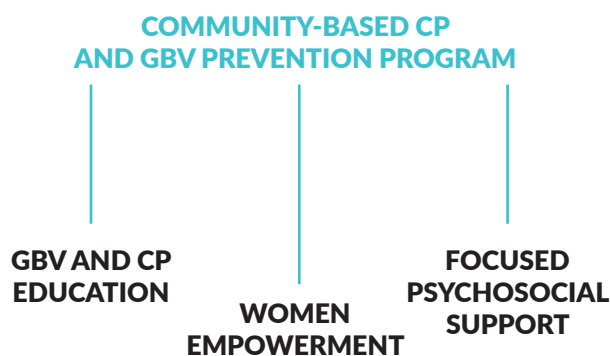 COMMUNITY-BASED CP
AND GBV PREVENTION PROGRAM
GBV AND CP
EDUCATION
WOMEN
EMPOWERMENT
FOCUSED
PSYCHOSOCIAL
SUPPORT